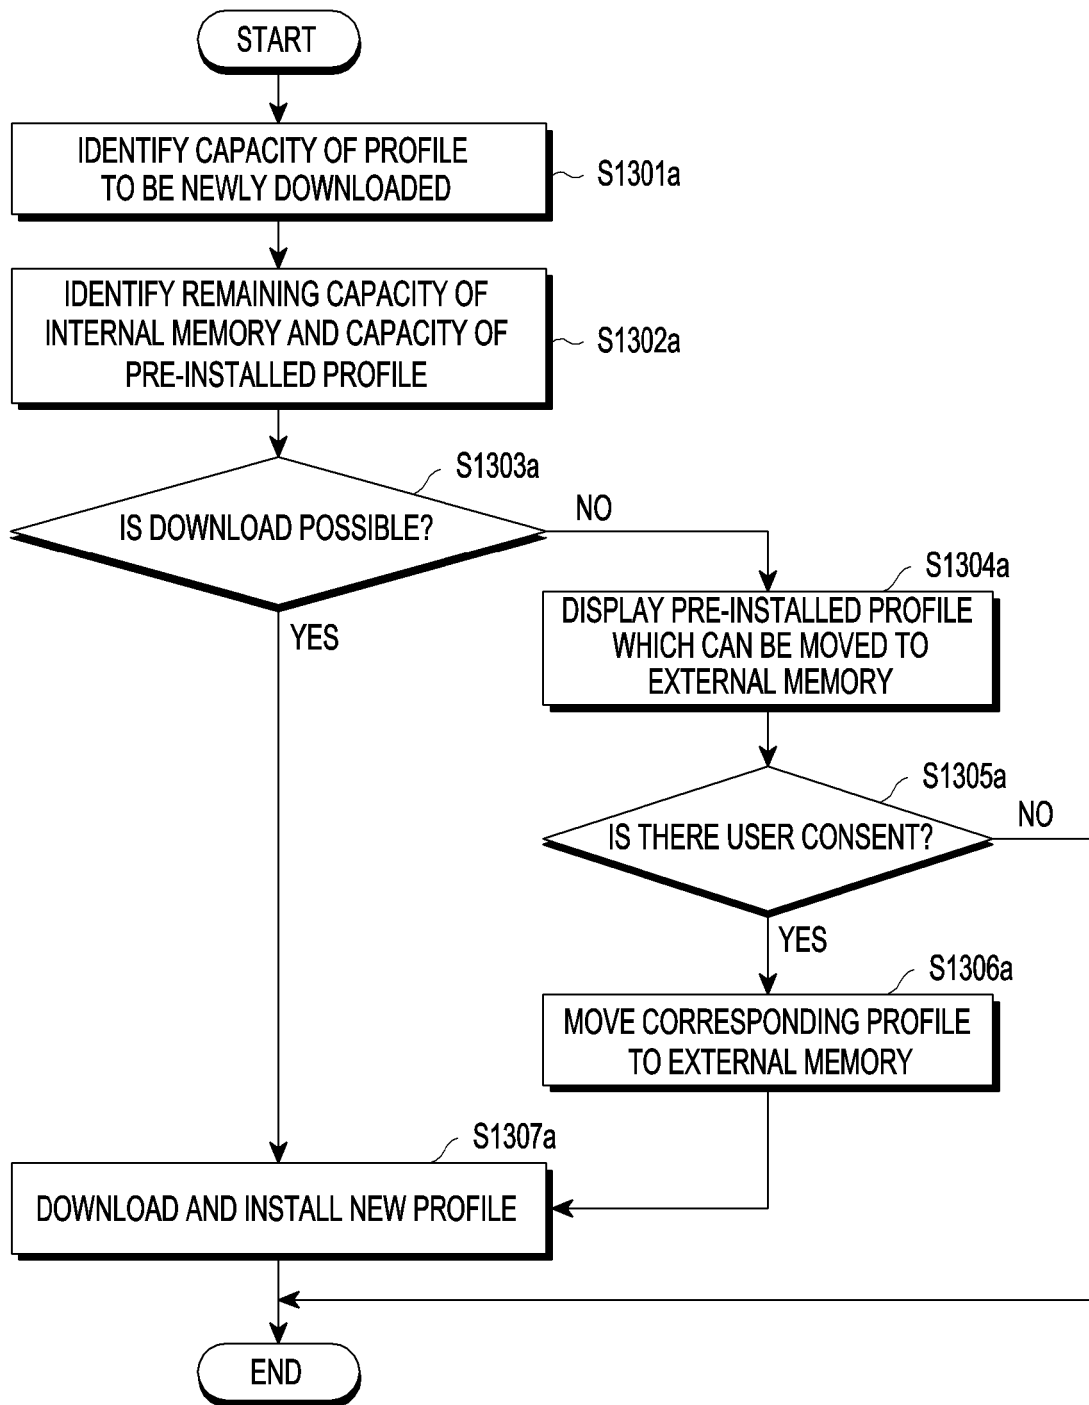 START
IDENTIFY CAPACITY OF PROFILE
TO BE NEWLY DOWNLOADED
S1301a
IDENTIFY REMAINING CAPACITY OF
INTERNAL MEMORY AND CAPACITY OF
PRE-INSTALLED PROFILE
S1302a
S1303a
IS DOWNLOAD POSSIBLE?
NO
YES
S1304a
DISPLAY PRE-INSTALLED PROFILE
WHICH CAN BE MOVED TO
EXTERNAL MEMORY
S1305a
IS THERE USER CONSENT?
NO
YES
S1306a
MOVE CORRESPONDING PROFILE
TO EXTERNAL MEMORY
S1307a
DOWNLOAD AND INSTALL NEW PROFILE
END